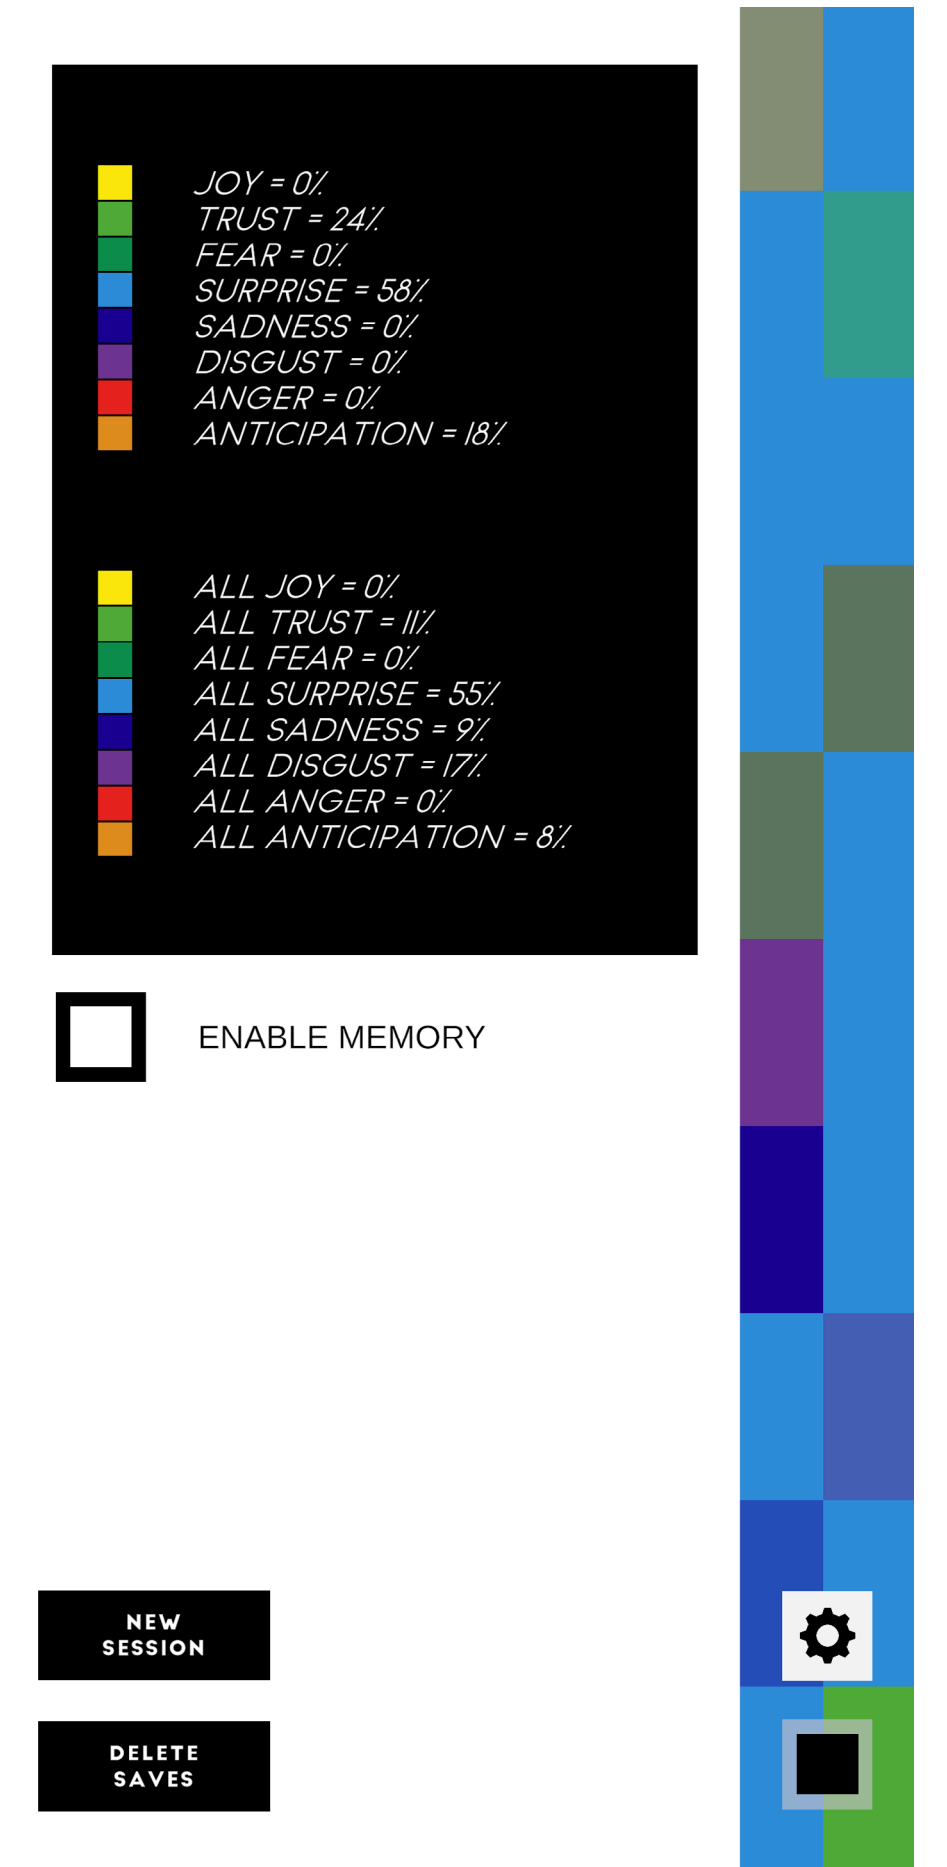 JOY = 0%
TRUST = 24%
FEAR = 0%
SURPRISE = 58%
SADNESS = 0%
DISGUST = 0%
ANGER = 0%
ANTICIPATION = 18%
ALL JOY = 0%
ALL TRUST = 11%
ALL FEAR = 0%
ALL SURPRISE = 55%
ALL SADNESS = 9%
ALL DISGUST = 17%
ALL ANGER = 0%
ALL ANTICIPATION = 8%
ENABLE MEMORY
NEW
SESSION
DELETE
SAVES